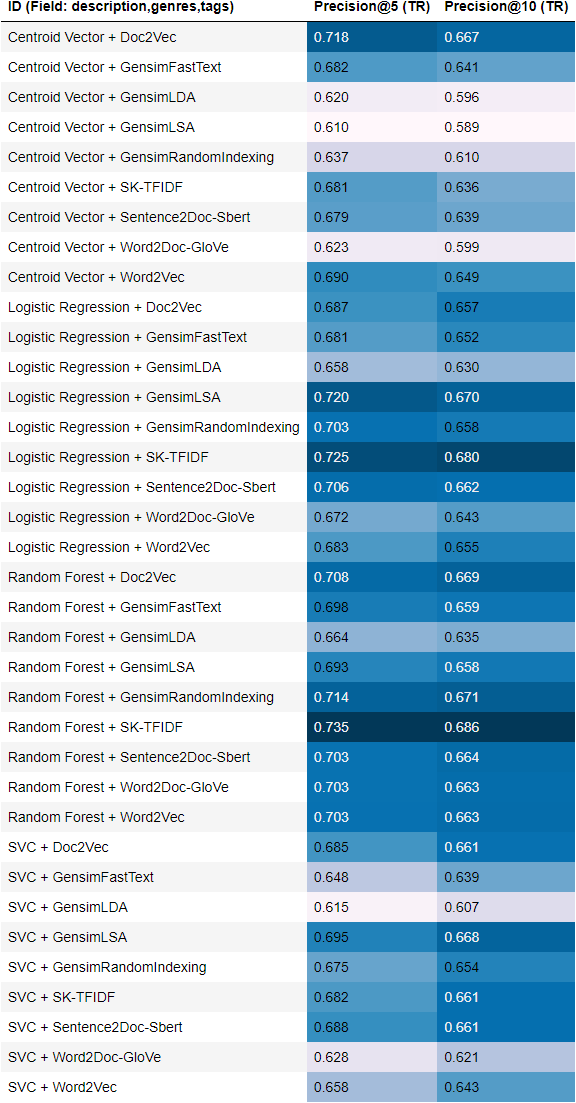 ID (Field: description,genres,tags) Precision@5 (TR) Precision@10 (TR)
Centroid Vector + Doc2Vec 0.718 0.667
Centroid Vector + GensimFastText 0.682 0.641
Centroid Vector + GensimLDA 0.620 0.596
Centroid Vector + GensimLSA 0.610 0.589
Centroid Vector + GensimRandomIndexing 0.637 0.610
Centroid Vector + SK-TFIDF 0.681 0.636
Centroid Vector + Sentence2Doc-Sbert 0.679 0.639
Centroid Vector + Word2Doc-GloVe 0.623 0.599
Centroid Vector + Word2Vec 0.690 0.649
Logistic Regression + Doc2Vec 0.687 0.657
Logistic Regression + GensimFastText 0.681 0.652
Logistic Regression + GensimLDA 0.658 0.630
Logistic Regression + GensimLSA 0.720 0.670
Logistic Regression + GensimRandomIndexing 0.703 0.658
Logistic Regression + SK-TFIDF 0.725 0.680
Logistic Regression + Sentence2Doc-Sbert 0.706 0.662
Logistic Regression + Word2Doc-GloVe 0.672 0.643
Logistic Regression + Word2Vec 0.683 0.655
Random Forest + Doc2Vec 0.708 0.669
Random Forest + GensimFastText 0.698 0.659
Random Forest + GensimLDA 0.664 0.635
Random Forest + GensimLSA 0.693 0.658
Random Forest + GensimRandomIndexing 0.714 0.671
Random Forest + SK-TFIDF 0.735 0.686
Random Forest + Sentence2Doc-Sbert 0.703 0.664
Random Forest + Word2Doc-GloVe 0.703 0.663
Random Forest + Word2Vec 0.703 0.663
SVC + Doc2Vec 0.685 0.661
SVC + GensimFastText 0.648 0.639
SVC + GensimLDA 0.615 0.607
SVC + GensimLSA 0.695 0.668
SVC + GensimRandomIndexing 0.675 0.654
SVC + SK-TFIDF 0.682 0.661
SVC + Sentence2Doc-Sbert 0.688 0.661
SVC + Word2Doc-GloVe 0.628 0.621
SVC + Word2Vec 0.658 0.643